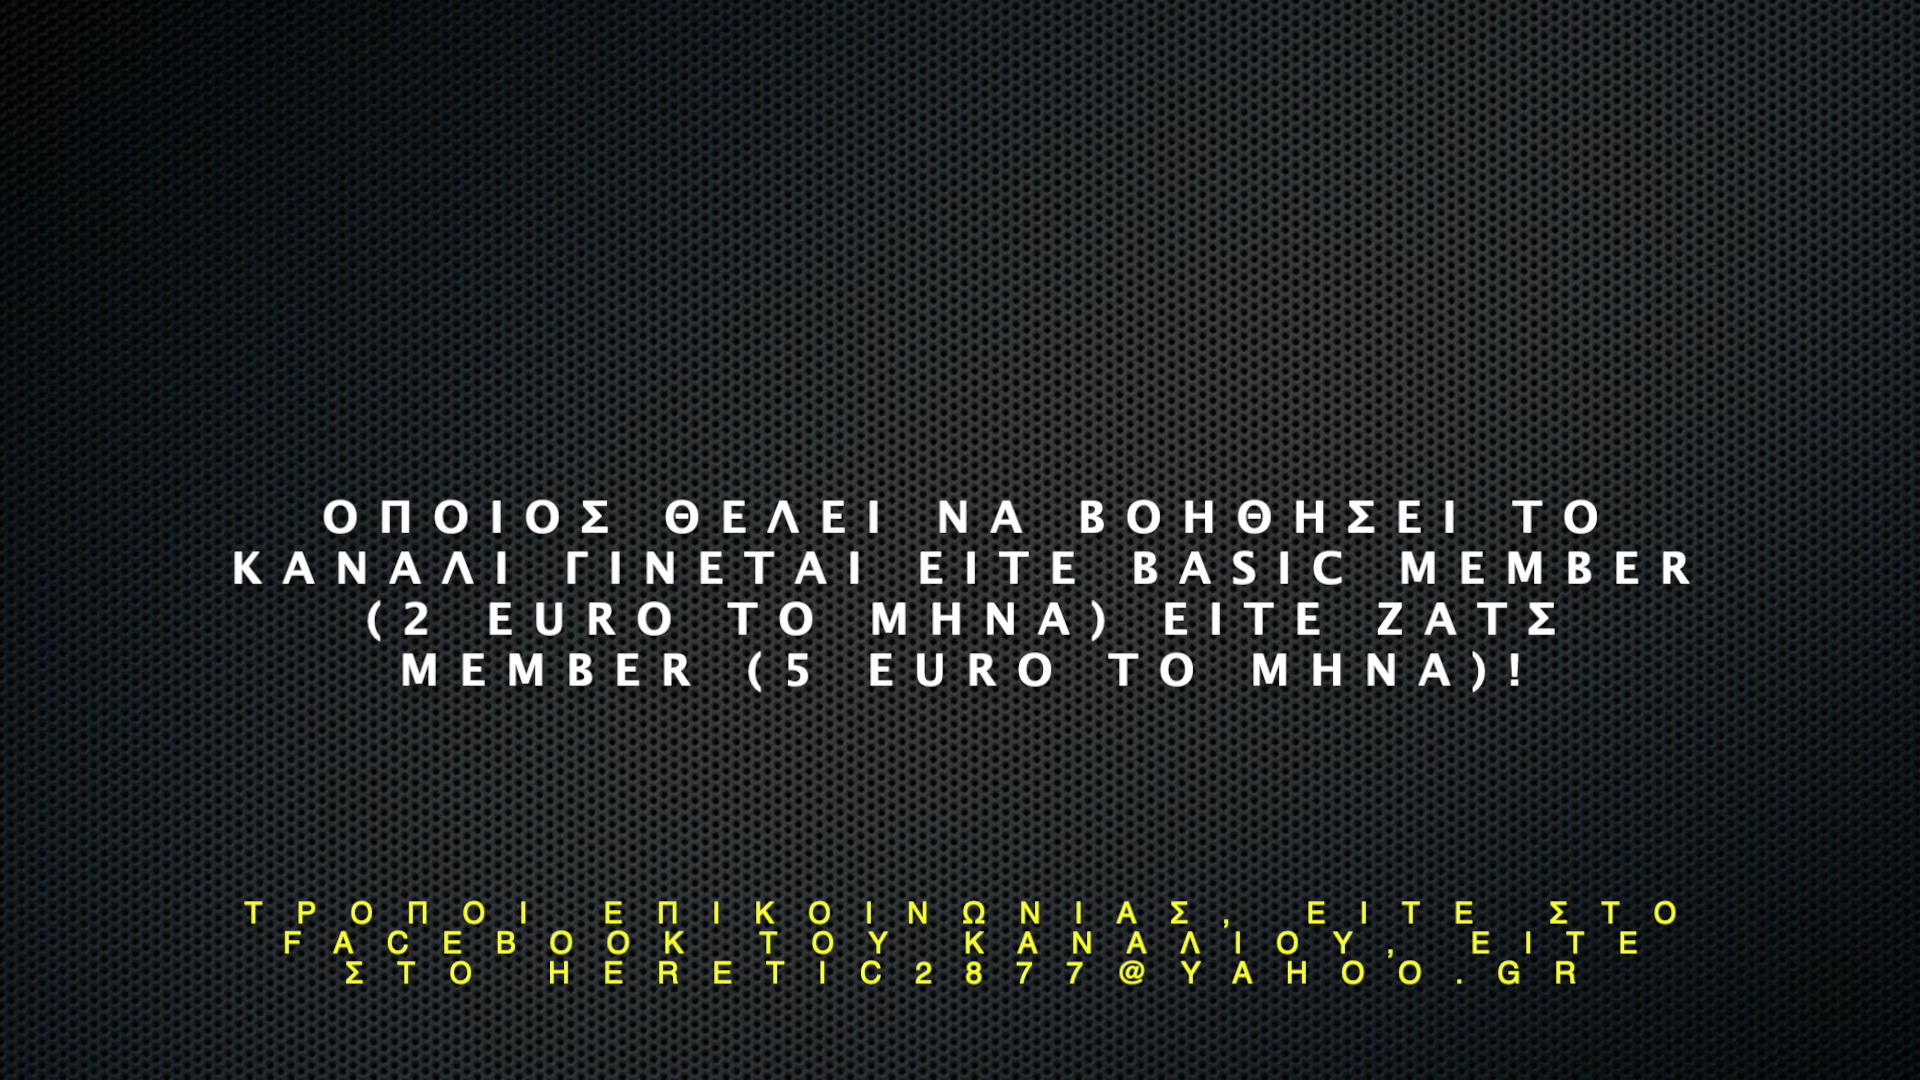 ΟΠΟΙΟΣ ΘΕΛΕΙ ΝΑ ΒΟΗΘΗΣΕΙ ΤΟ
ΚΑΝΑΛΙ ΓΙΝΕΤΑΙ ΕΙΤΕ BASIC MEMBER
(2 EURO ΤΟ ΜΗΝΑ) ΕΙΤΕ ΖΑΤΣ
MEMBER (5 EURO ΤΟ ΜΗΝΑ)!
ΤΡΟΠΟΙ ΕΠΙΚΟΙΝΩΝΙΑΣ, ΕΙΤΕ ΣΤΟ
FACEBOOK ΤΟΥ ΚΑΝΑΛΙΟΥ, ΕΙΤΕ
ΣΤΟ HERETIC2877@YAHOO.GR